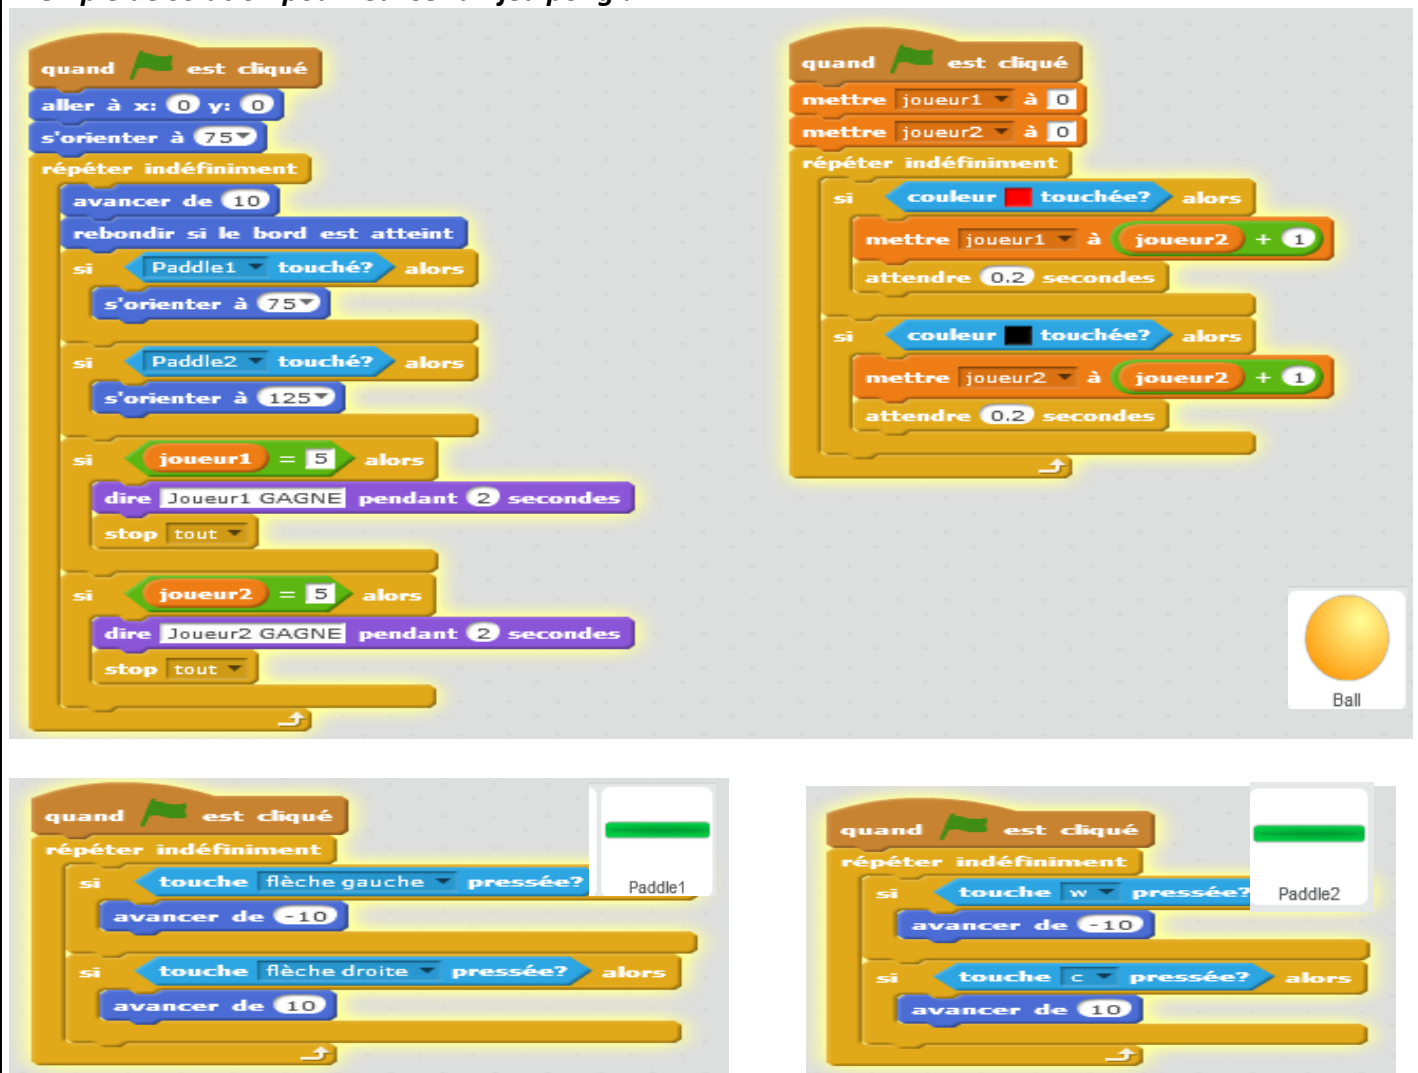 quand est cliqué
aller à x: 0 y: 0
s'orienter à 75
répéter indéfiniment
avancer de 10
rebondir si le bord est atteint
si Paddle1 touché? alors
s'orienter à 75
si Paddle2 touché? alors
s'orienter à 125
si joueur1 = 5 alors
dire Joueur1 GAGNE pendant 2 secondes
stop tout
si joueur2 = 5 alors
dire Joueur2 GAGNE pendant 2 secondes
stop tout
quand est cliqué
mettre joueur1 à 0
mettre joueur2 à 0
répéter indéfiniment
si couleur touchée? alors
mettre joueur1 à joueur2 + 1
attendre 0.2 secondes
si couleur touchée? alors
mettre joueur2 à joueur2 + 1
attendre 0.2 secondes
Ball
quand est cliqué
répéter indéfiniment
si touche flèche gauche pressée?
avancer de -10
si touche flèche droite pressée? alors
avancer de 10
Paddle1
quand est cliqué
répéter indéfiniment
si touche w pressée?
avancer de -10
si touche c pressée? alors
avancer de 10
Paddle2